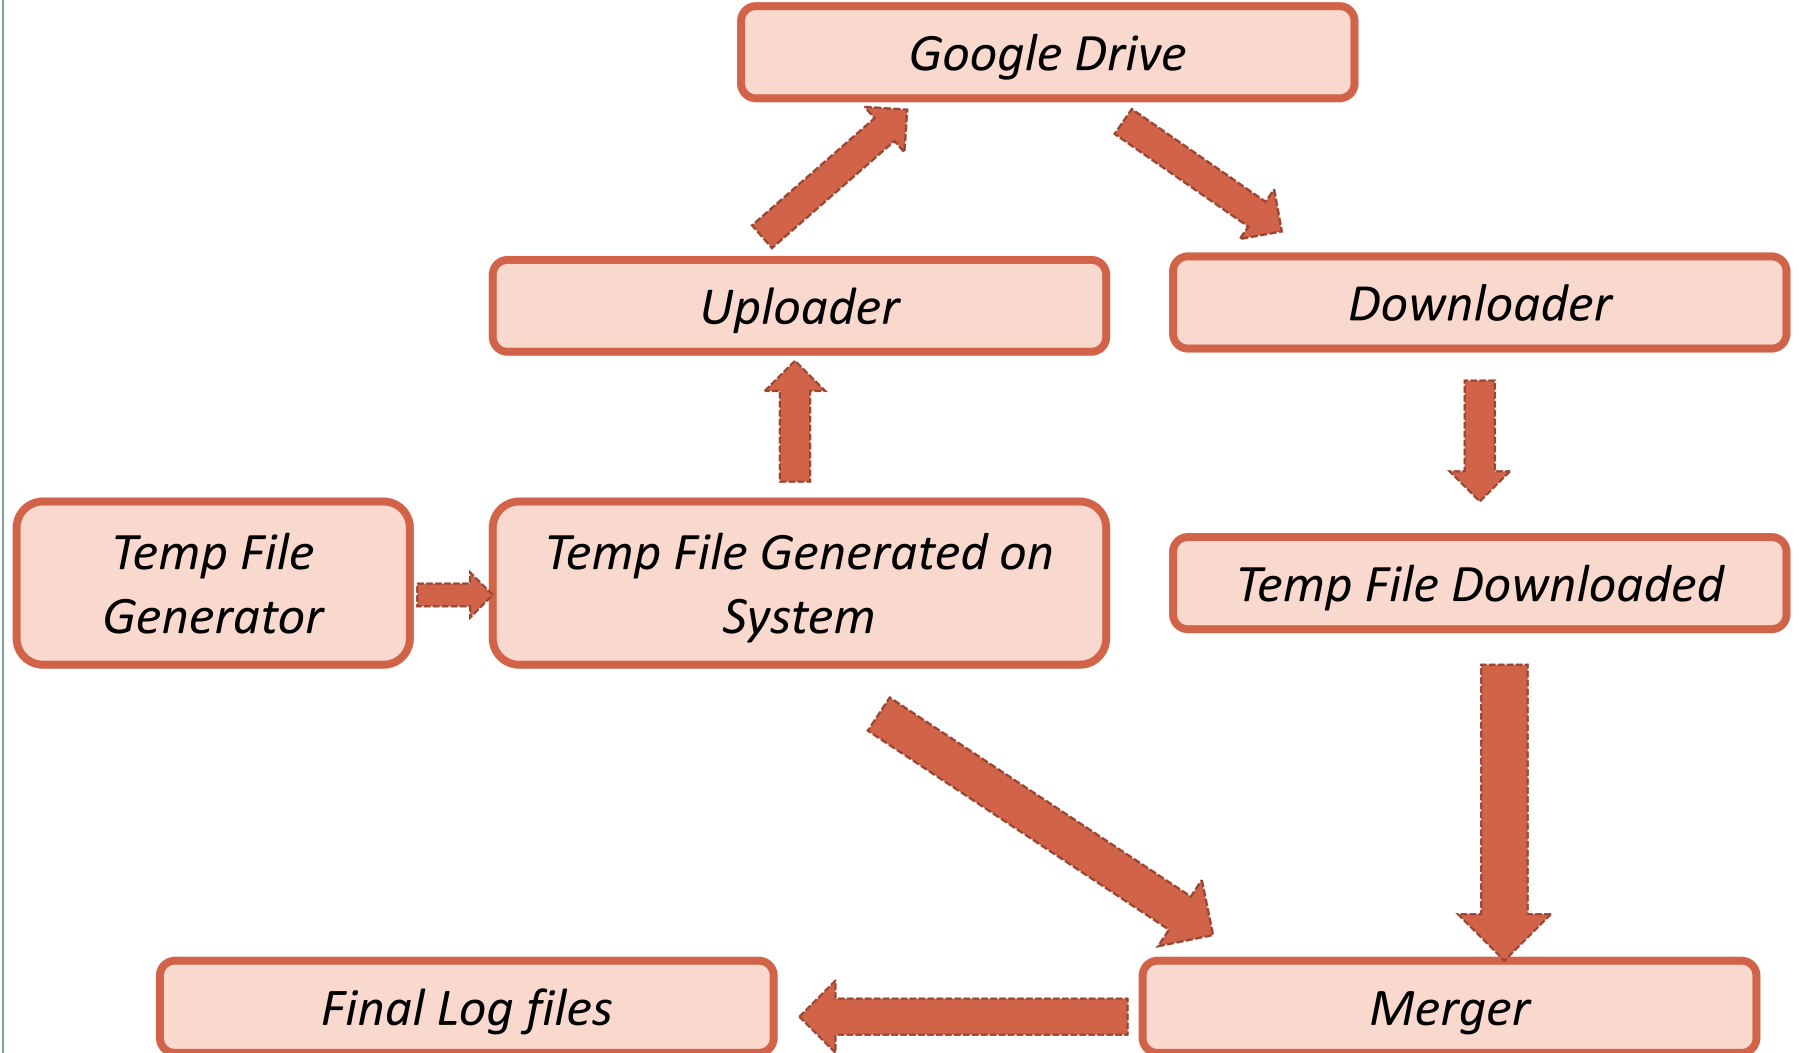 Google Drive
Uploader
Downloader
Temp File
Generator
Temp File Generated on
System
Temp File Downloaded
Final Log files
Merger